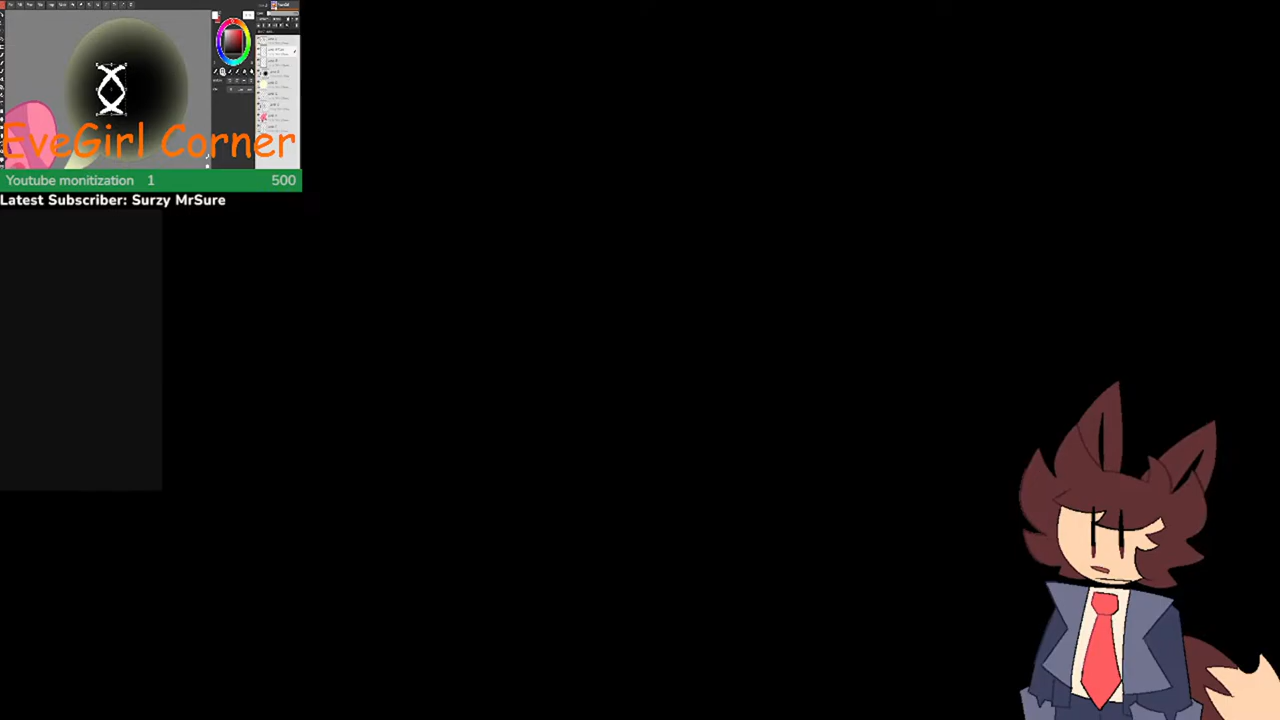 EveGirl Corner
Youtube monitization 1 500
Latest Subscriber: Surzy MrSure